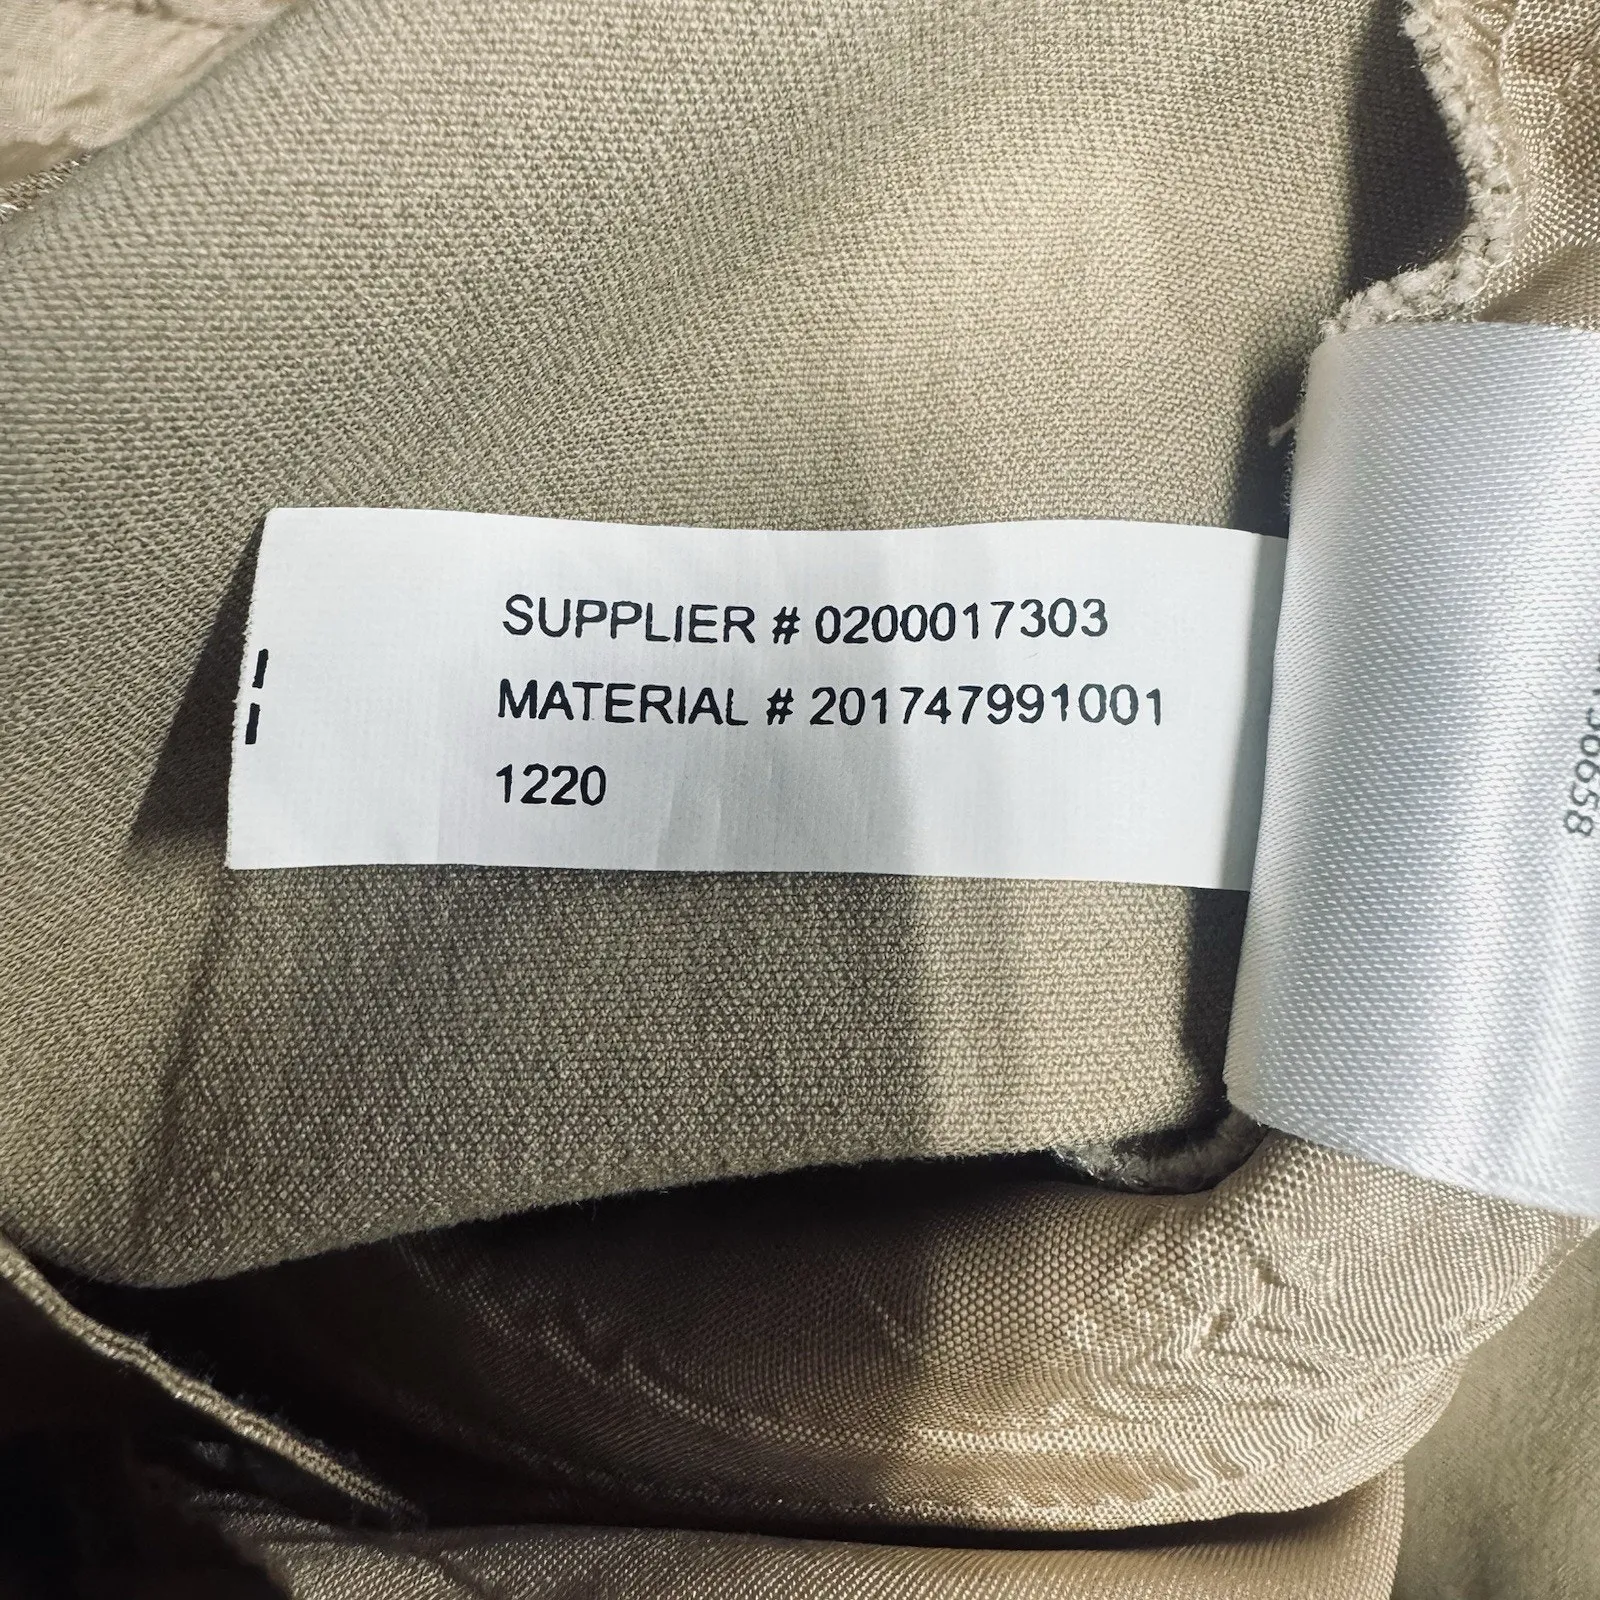 SUPPLIER # 0200017303
MATERIAL # 201747991001
1220